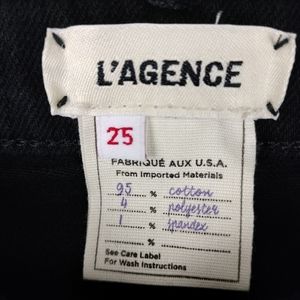 L'AGENCE
25
FABRIQUÉ AUX U.S.A.
From Imported Materials
95 % cotton
4 % polyester
1 % spandex
%
See Care Label
For Wash Instructions